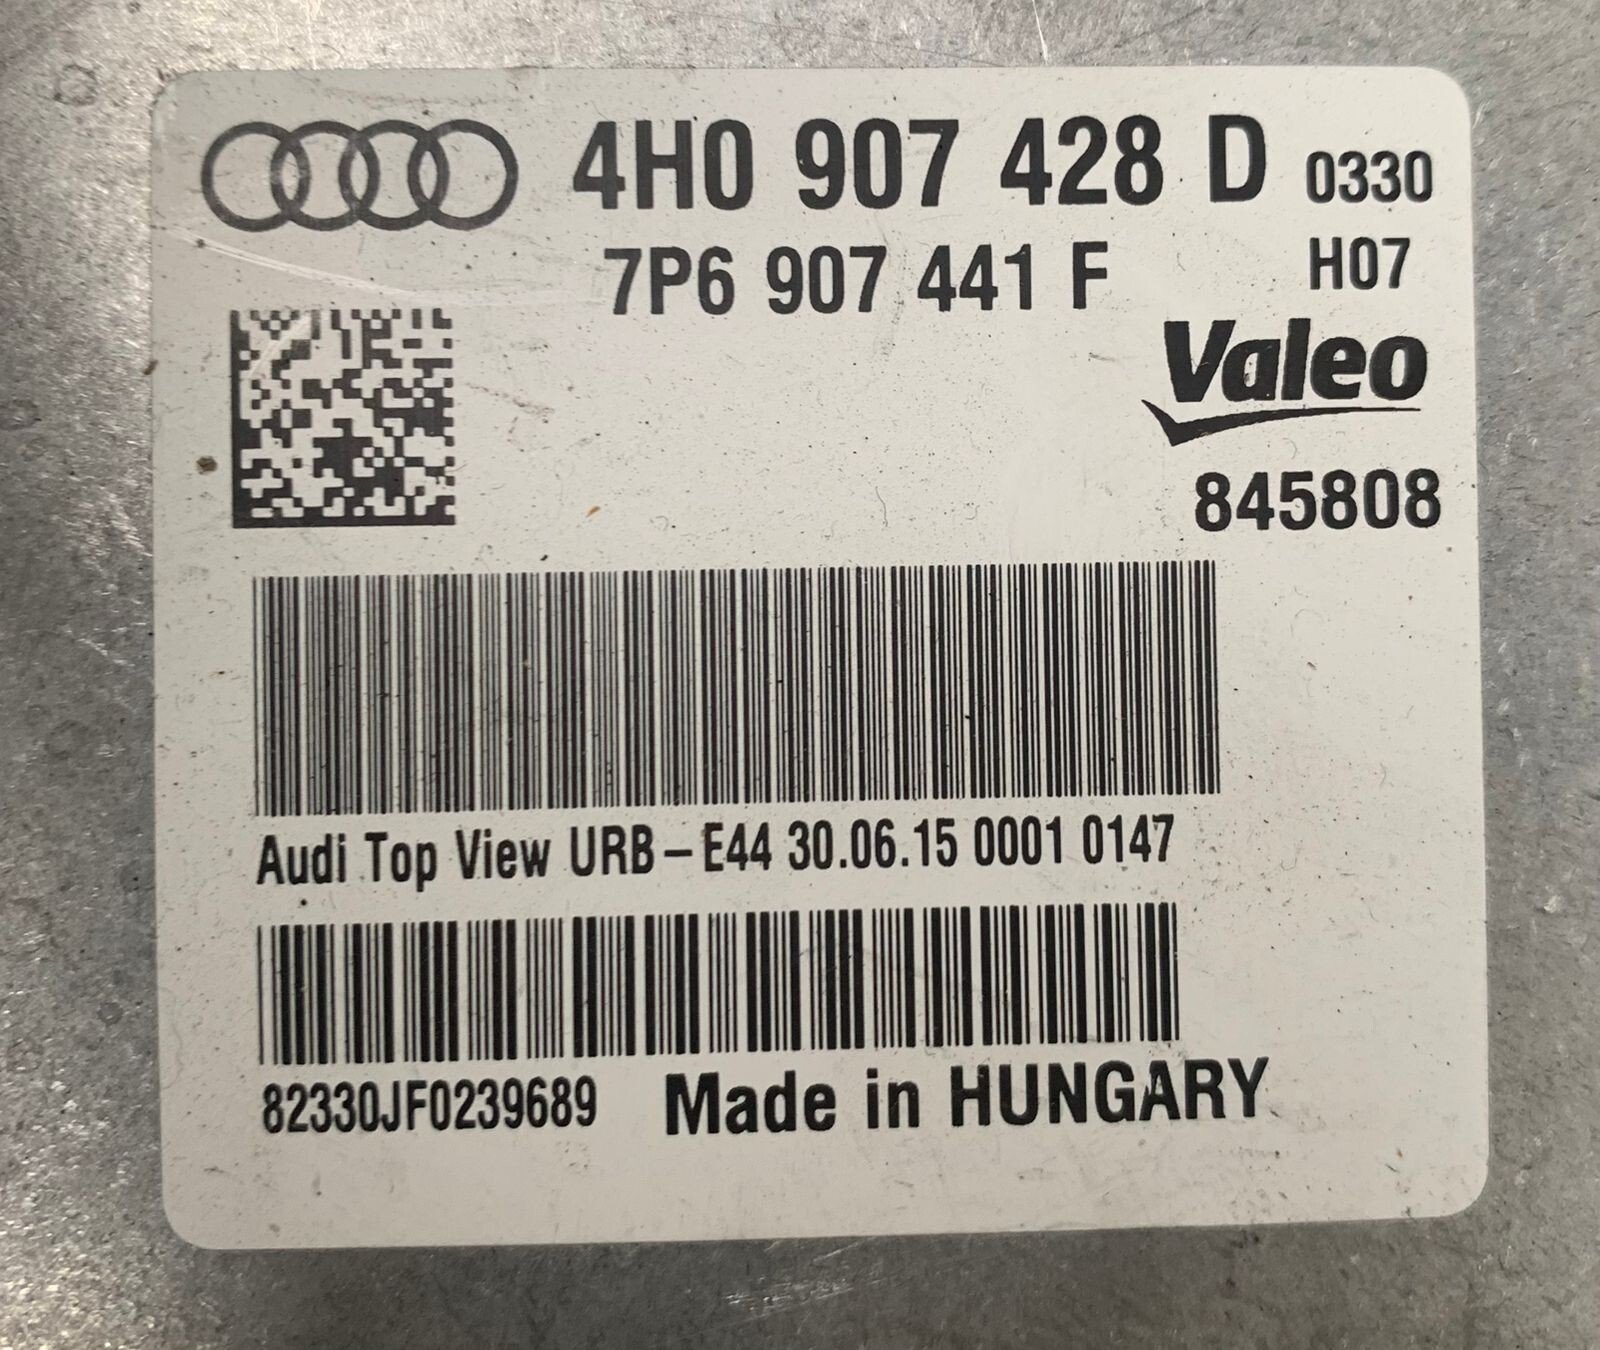 4H0 907 428 D 0330
7P6 907 441 F H07
Valeo
845808
Audi Top View URB – E44 30.06.15 0001 0147
82330JF0239689 Made in HUNGARY